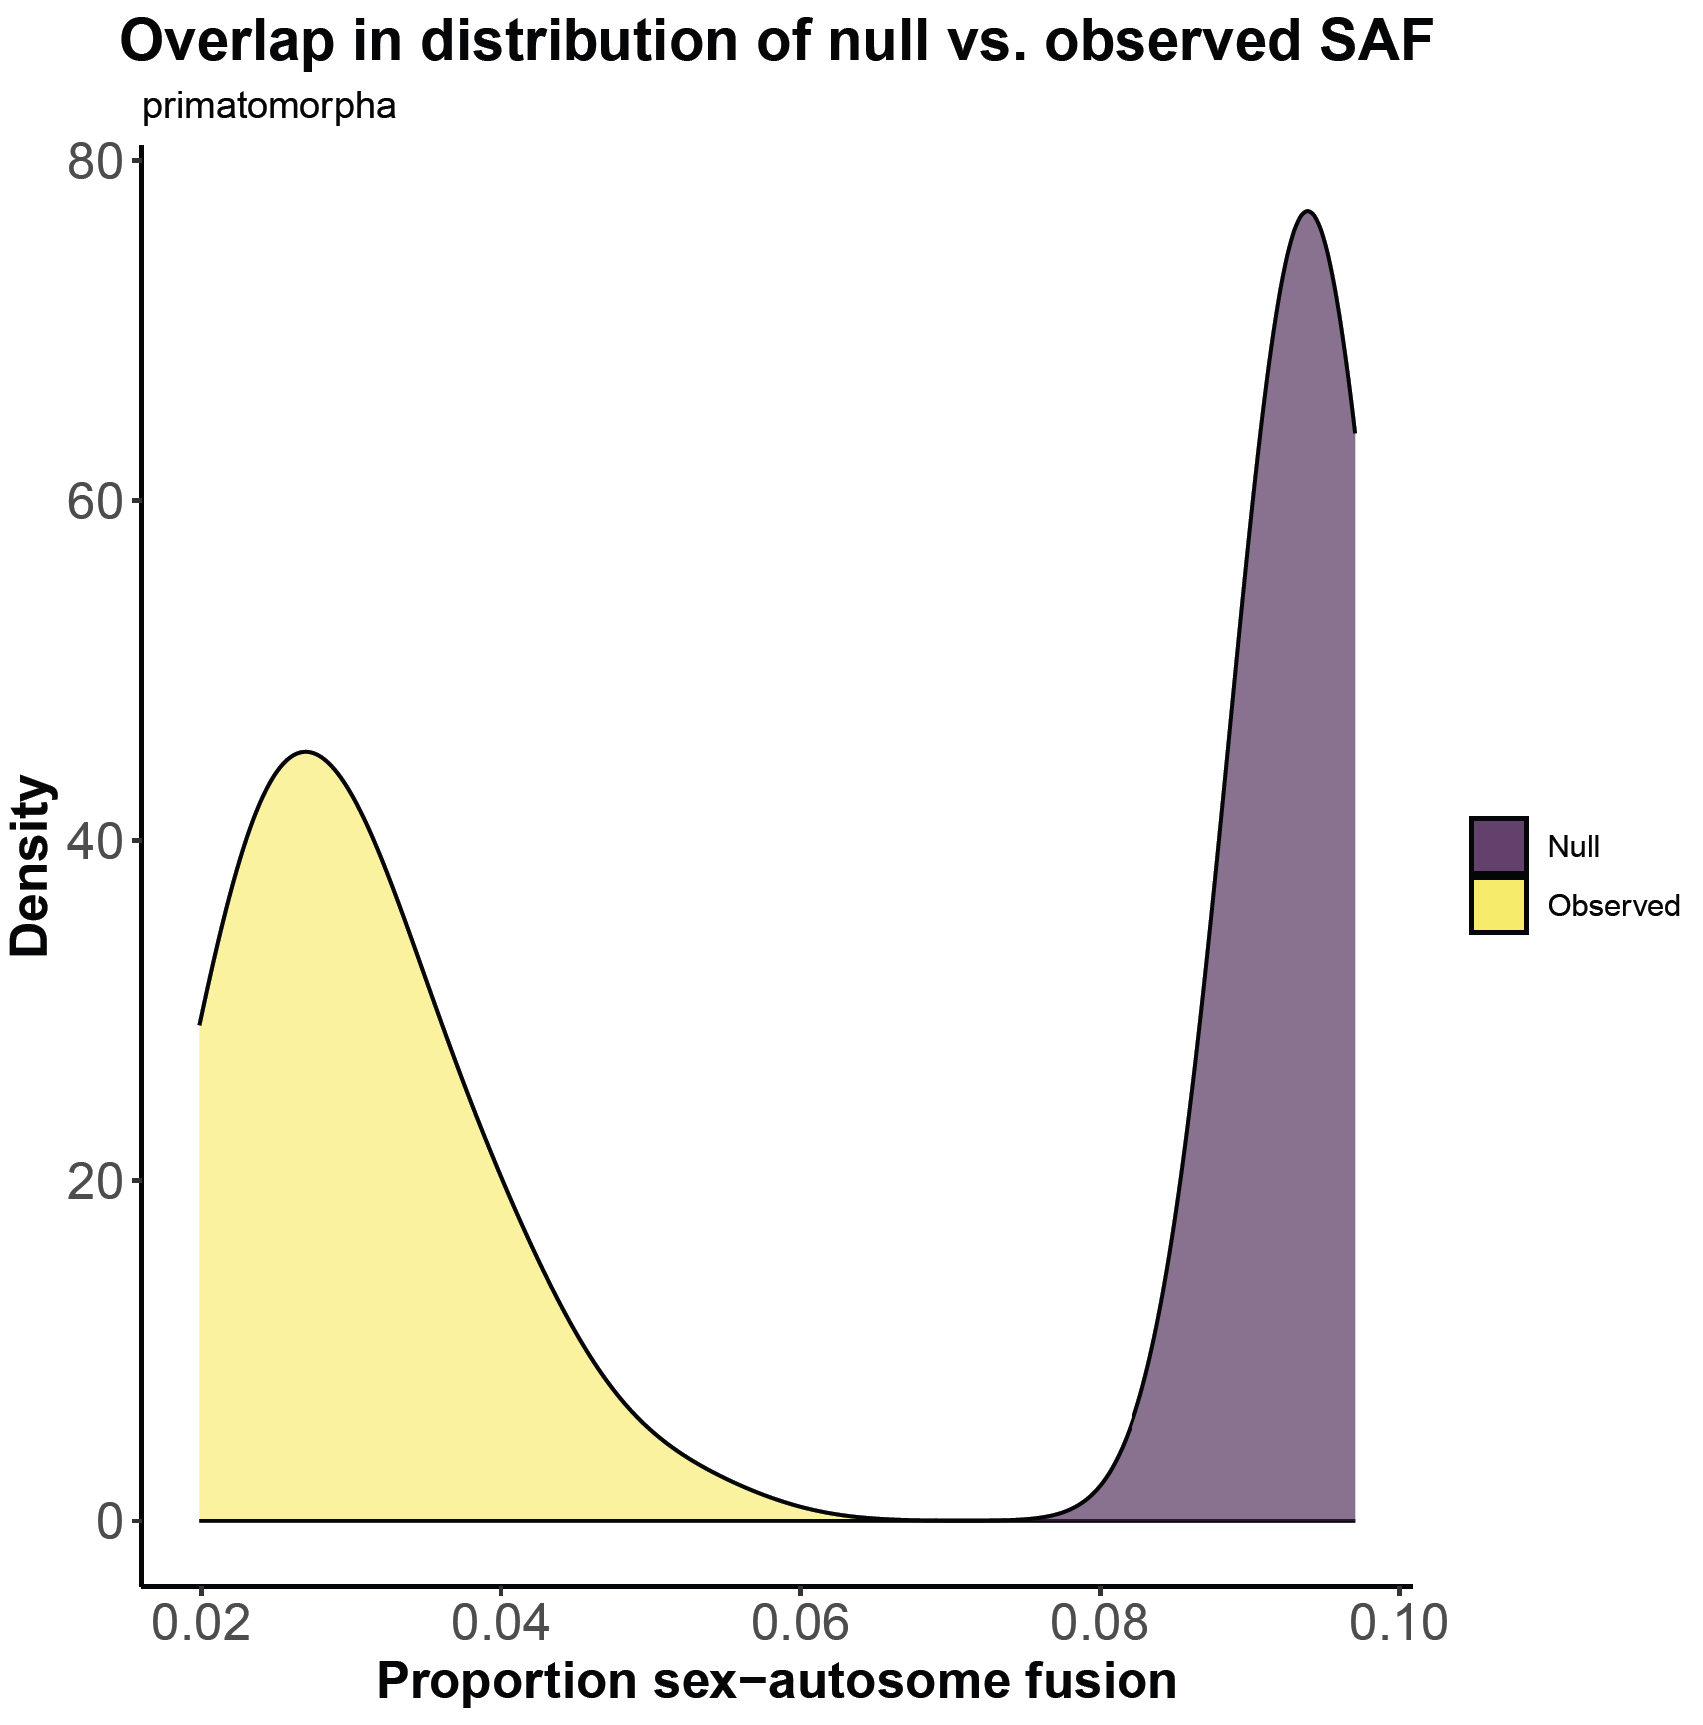 Overlap in distribution of null vs. observed SAF
primatomorpha
80
60
40
20
0
Density
0.02 0.04 0.06 0.08 0.10
Proportion sex−autosome fusion
Null
Observed